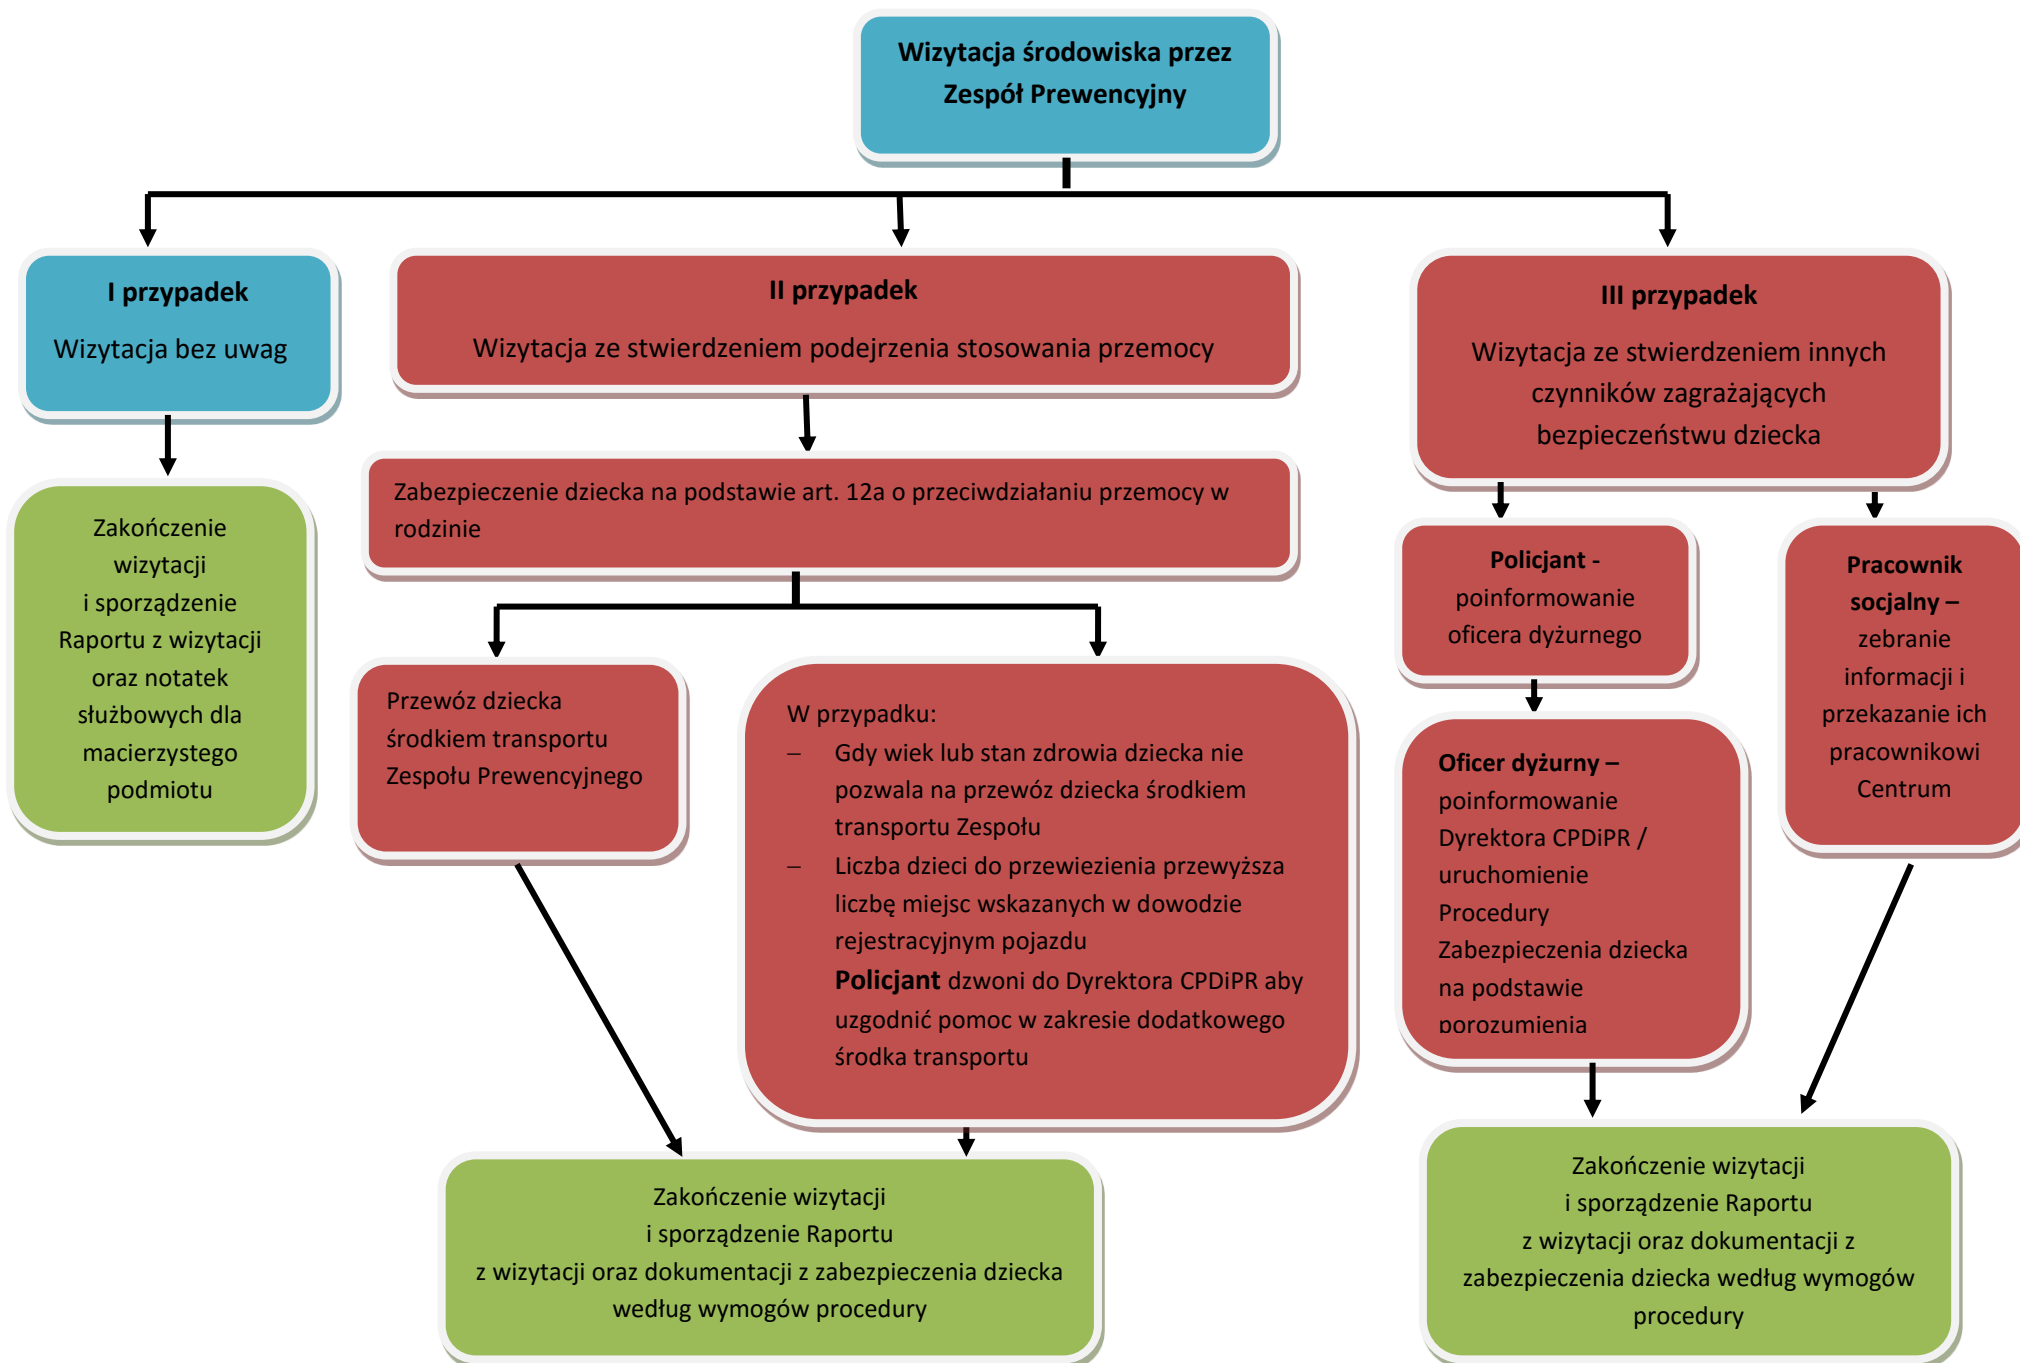 Wizytacja środowiska przez
Zespół Prewencyjny
I przypadek
Wizytacja bez uwag
II przypadek
Wizytacja ze stwierdzeniem podejrzenia stosowania przemocy
III przypadek
Wizytacja ze stwierdzeniem innych
czynników zagrażających
bezpieczeństwu dziecka
Zakończenie
wizytacji
i sporządzenie
Raportu z wizytacji
oraz notatek
służbowych dla
macierzystego
podmiotu
Zabezpieczenie dziecka na podstawie art. 12a o przeciwdziałaniu przemocy w
rodzinie
Przewóz dziecka
środkiem transportu
Zespołu Prewencyjnego
W przypadku:
– Gdy wiek lub stan zdrowia dziecka nie
pozwala na przewóz dziecka środkiem
transportu Zespołu
– Liczba dzieci do przewiezienia przewyższa
liczbę miejsc wskazanych w dowodzie
rejestracyjnym pojazdu
Policjant dzwoni do Dyrektora CPDiPR aby
uzgodnić pomoc w zakresie dodatkowego
środka transportu
Policjant -
poinformowanie
oficera dyżurnego
Oficer dyżurny –
poinformowanie
Dyrektora CPDiPR /
uruchomienie
Procedury
Zabezpieczenia dziecka
na podstawie
porozumienia
Pracownik
socjalny –
zebranie
informacji i
przekazanie ich
pracownikowi
Centrum
Zakończenie wizytacji
i sporządzenie Raportu
z wizytacji oraz dokumentacji z zabezpieczenia dziecka
według wymogów procedury
Zakończenie wizytacji
i sporządzenie Raportu
z wizytacji oraz dokumentacji z
zabezpieczenia dziecka według wymogów
procedury